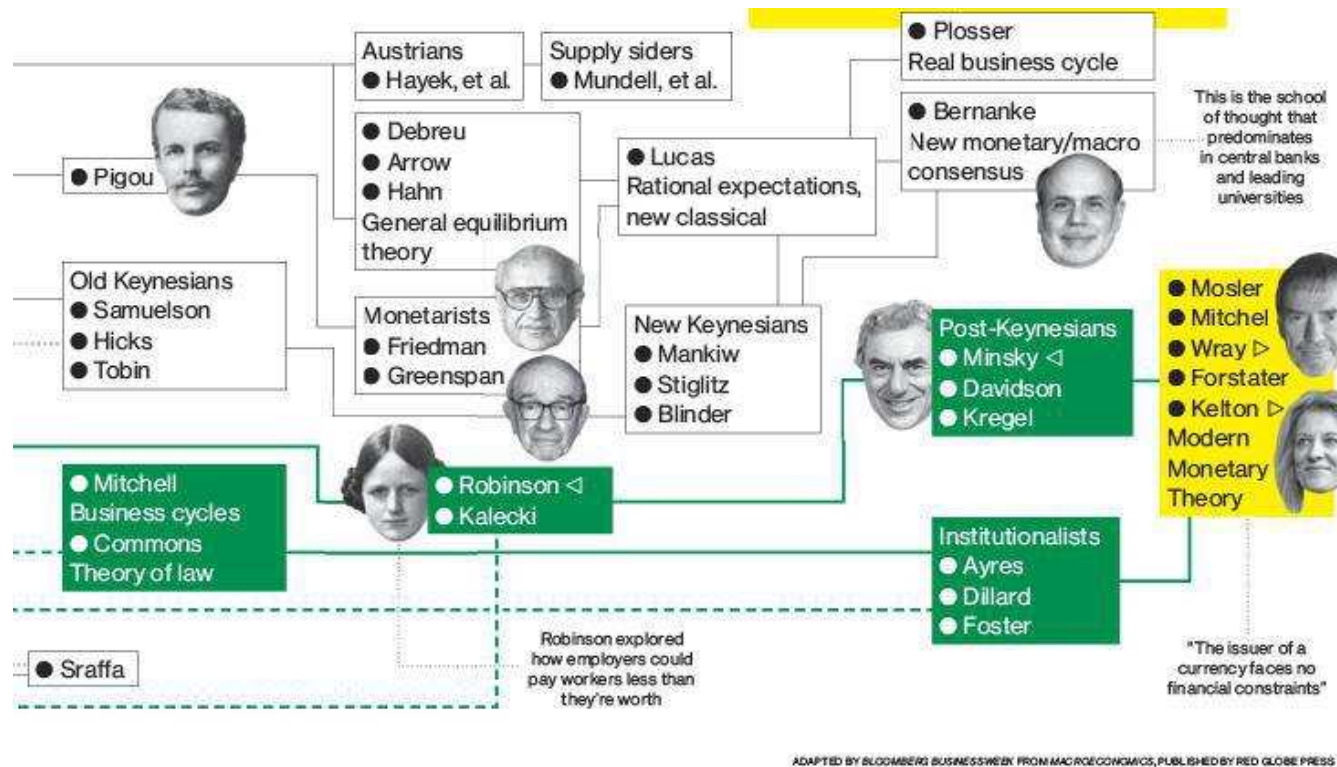 Austrians
● Hayek, et al.
Supply siders
● Mundell, et al.
● Plosser
Real business cycle
● Pigou
● Debreu
● Arrow
● Hahn
General equilibrium
theory
● Lucas
Rational expectations,
new classical
● Bernanke
New monetary/macro
consensus
This is the school
of thought that
predominates
in central banks
and leading
universities
Old Keynesians
● Samuelson
● Hicks
● Tobin
Monetarists
● Friedman
● Greenspan
New Keynesians
● Mankiw
● Stiglitz
● Blinder
Post-Keynesians
● Minsky ◁
● Davidson
● Kregel
● Mosler
● Mitchel
● Wray ▷
● Forstater
● Kelton ▷
Modern
Monetary
Theory
● Mitchell
Business cycles
● Commons
Theory of law
● Robinson ◁
● Kalecki
Institutionalists
● Ayres
● Dillard
● Foster
● Sraffa
Robinson explored
how employers could
pay workers less than
they're worth
"The issuer of a
currency faces no
financial constraints"
ADAPTED BY BLOOMBERG BUSINESSWEEK FROM MACROECONOMICS, PUBLISHED BY RED GLOBE PRESS